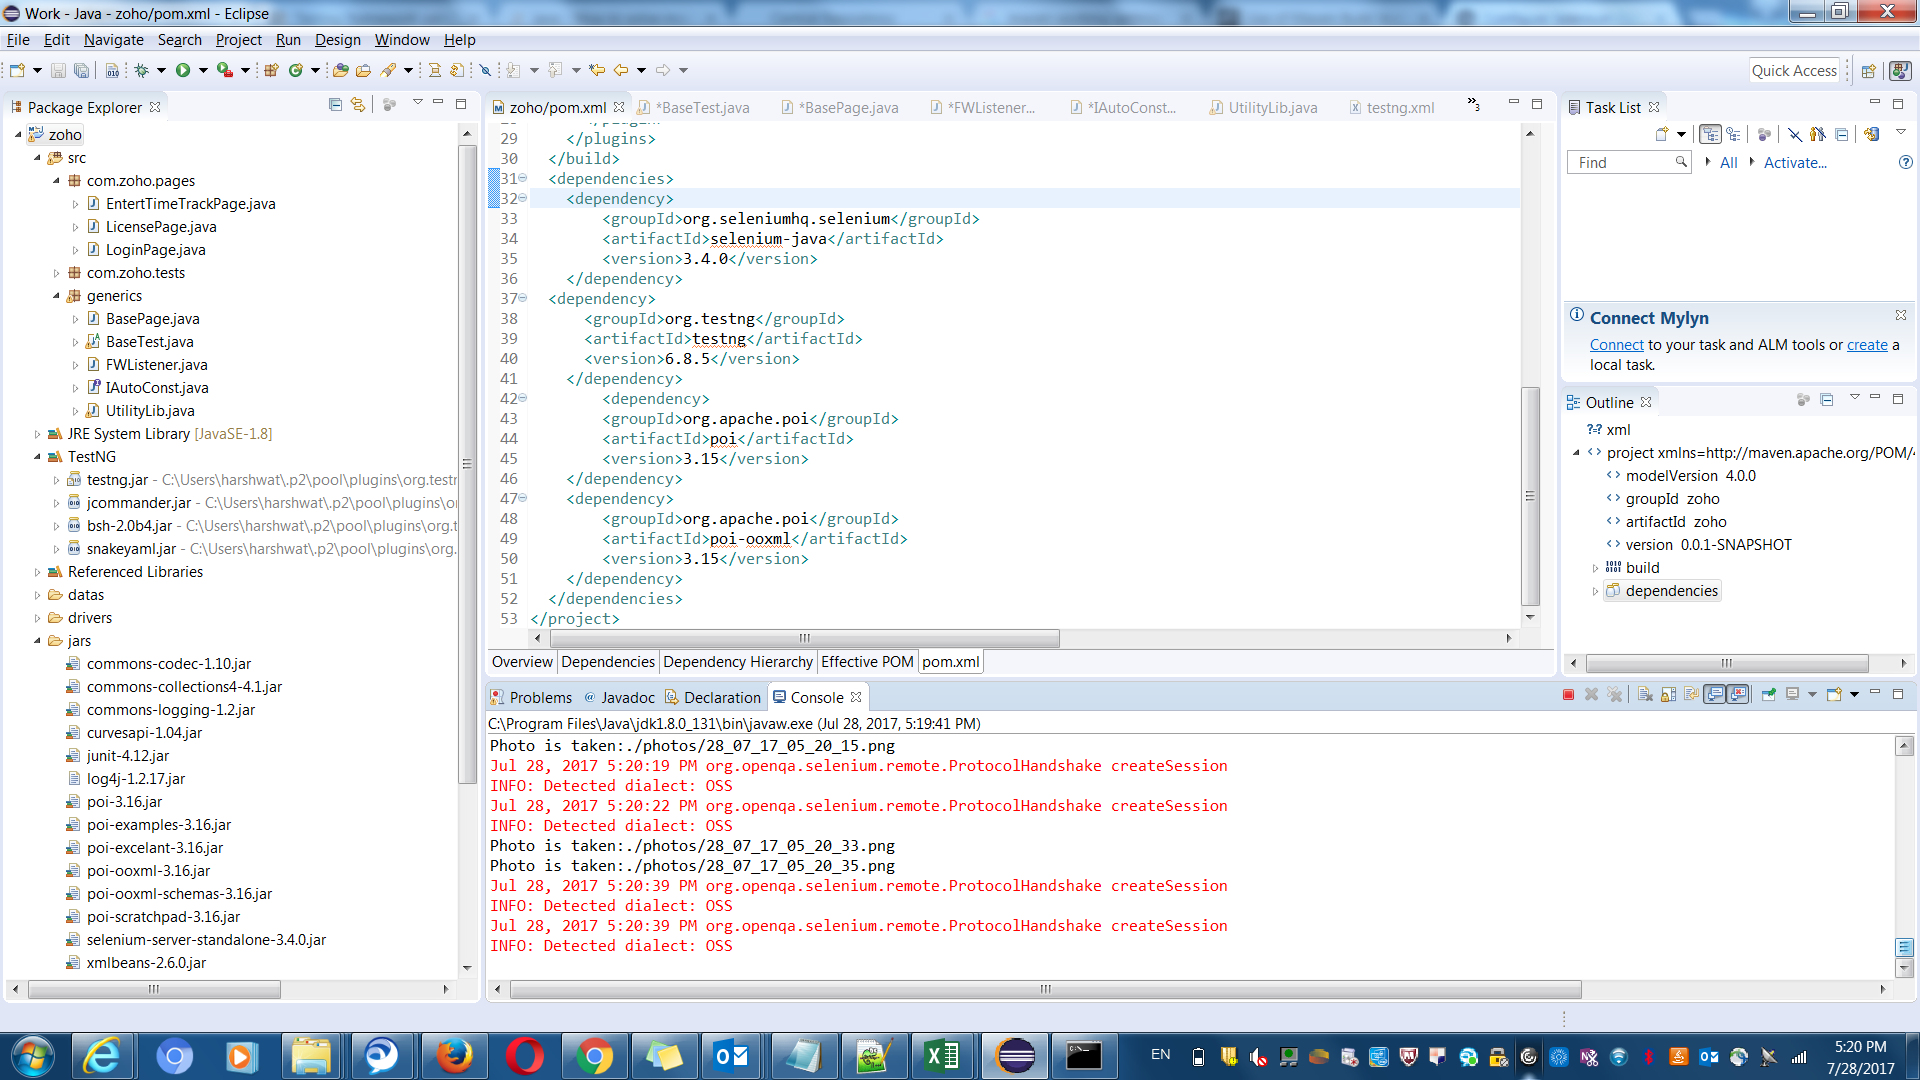 Work - Java - zoho/pom.xml - Eclipse
File Edit Navigate Search Project Run Design Window Help
Quick Access
Package Explorer
zoho
src
com.zoho.pages
EntertTimeTrackPage.java
LicensePage.java
LoginPage.java
com.zoho.tests
generics
BasePage.java
BaseTest.java
FWListener.java
IAutoConst.java
UtilityLib.java
JRE System Library [JavaSE-1.8]
TestNG
testng.jar - C:\Users\harshwat\.p2\pool\plugins\org.testr
jcommander.jar - C:\Users\harshwat\.p2\pool\plugins\o
bsh-2.0b4.jar - C:\Users\harshwat\.p2\pool\plugins\org.t
snakeyaml.jar - C:\Users\harshwat\.p2\pool\plugins\org.
Referenced Libraries
datas
drivers
jars
commons-codec-1.10.jar
commons-collections4-4.1.jar
commons-logging-1.2.jar
curvesapi-1.04.jar
junit-4.12.jar
log4j-1.2.17.jar
poi-3.16.jar
poi-examples-3.16.jar
poi-excelant-3.16.jar
poi-ooxml-3.16.jar
poi-ooxml-schemas-3.16.jar
poi-scratchpad-3.16.jar
selenium-server-standalone-3.4.0.jar
xmlbeans-2.6.0.jar
zoho/pom.xml *BaseTest.java *BasePage.java *FWListener... *IAutoConst... UtilityLib.java testng.xml 3
29 </plugins>
30 </build>
31 <dependencies>
32 <dependency>
33 <groupId>org.seleniumhq.selenium</groupId>
34 <artifactId>selenium-java</artifactId>
35 <version>3.4.0</version>
36 </dependency>
37 <dependency>
38 <groupId>org.testng</groupId>
39 <artifactId>testng</artifactId>
40 <version>6.8.5</version>
41 </dependency>
42 <dependency>
43 <groupId>org.apache.poi</groupId>
44 <artifactId>poi</artifactId>
45 <version>3.15</version>
46 </dependency>
47 <dependency>
48 <groupId>org.apache.poi</groupId>
49 <artifactId>poi-ooxml</artifactId>
50 <version>3.15</version>
51 </dependency>
52 </dependencies>
53 </project>
Overview Dependencies Dependency Hierarchy Effective POM pom.xml
Problems Javadoc Declaration Console
C:\Program Files\Java\jdk1.8.0_131\bin\javaw.exe (Jul 28, 2017, 5:19:41 PM)
Photo is taken:./photos/28_07_17_05_20_15.png
Jul 28, 2017 5:20:19 PM org.openqa.selenium.remote.ProtocolHandshake createSession
INFO: Detected dialect: OSS
Jul 28, 2017 5:20:22 PM org.openqa.selenium.remote.ProtocolHandshake createSession
INFO: Detected dialect: OSS
Photo is taken:./photos/28_07_17_05_20_33.png
Photo is taken:./photos/28_07_17_05_20_35.png
Jul 28, 2017 5:20:39 PM org.openqa.selenium.remote.ProtocolHandshake createSession
INFO: Detected dialect: OSS
Jul 28, 2017 5:20:39 PM org.openqa.selenium.remote.ProtocolHandshake createSession
INFO: Detected dialect: OSS
Task List
Find All Activate...
Connect Mylyn
Connect to your task and ALM tools or create a
local task.
Outline
?-? xml
project xmlns=http://maven.apache.org/POM/
modelVersion 4.0.0
groupId zoho
artifactId zoho
version 0.0.1-SNAPSHOT
build
dependencies
EN
5:20 PM
7/28/2017